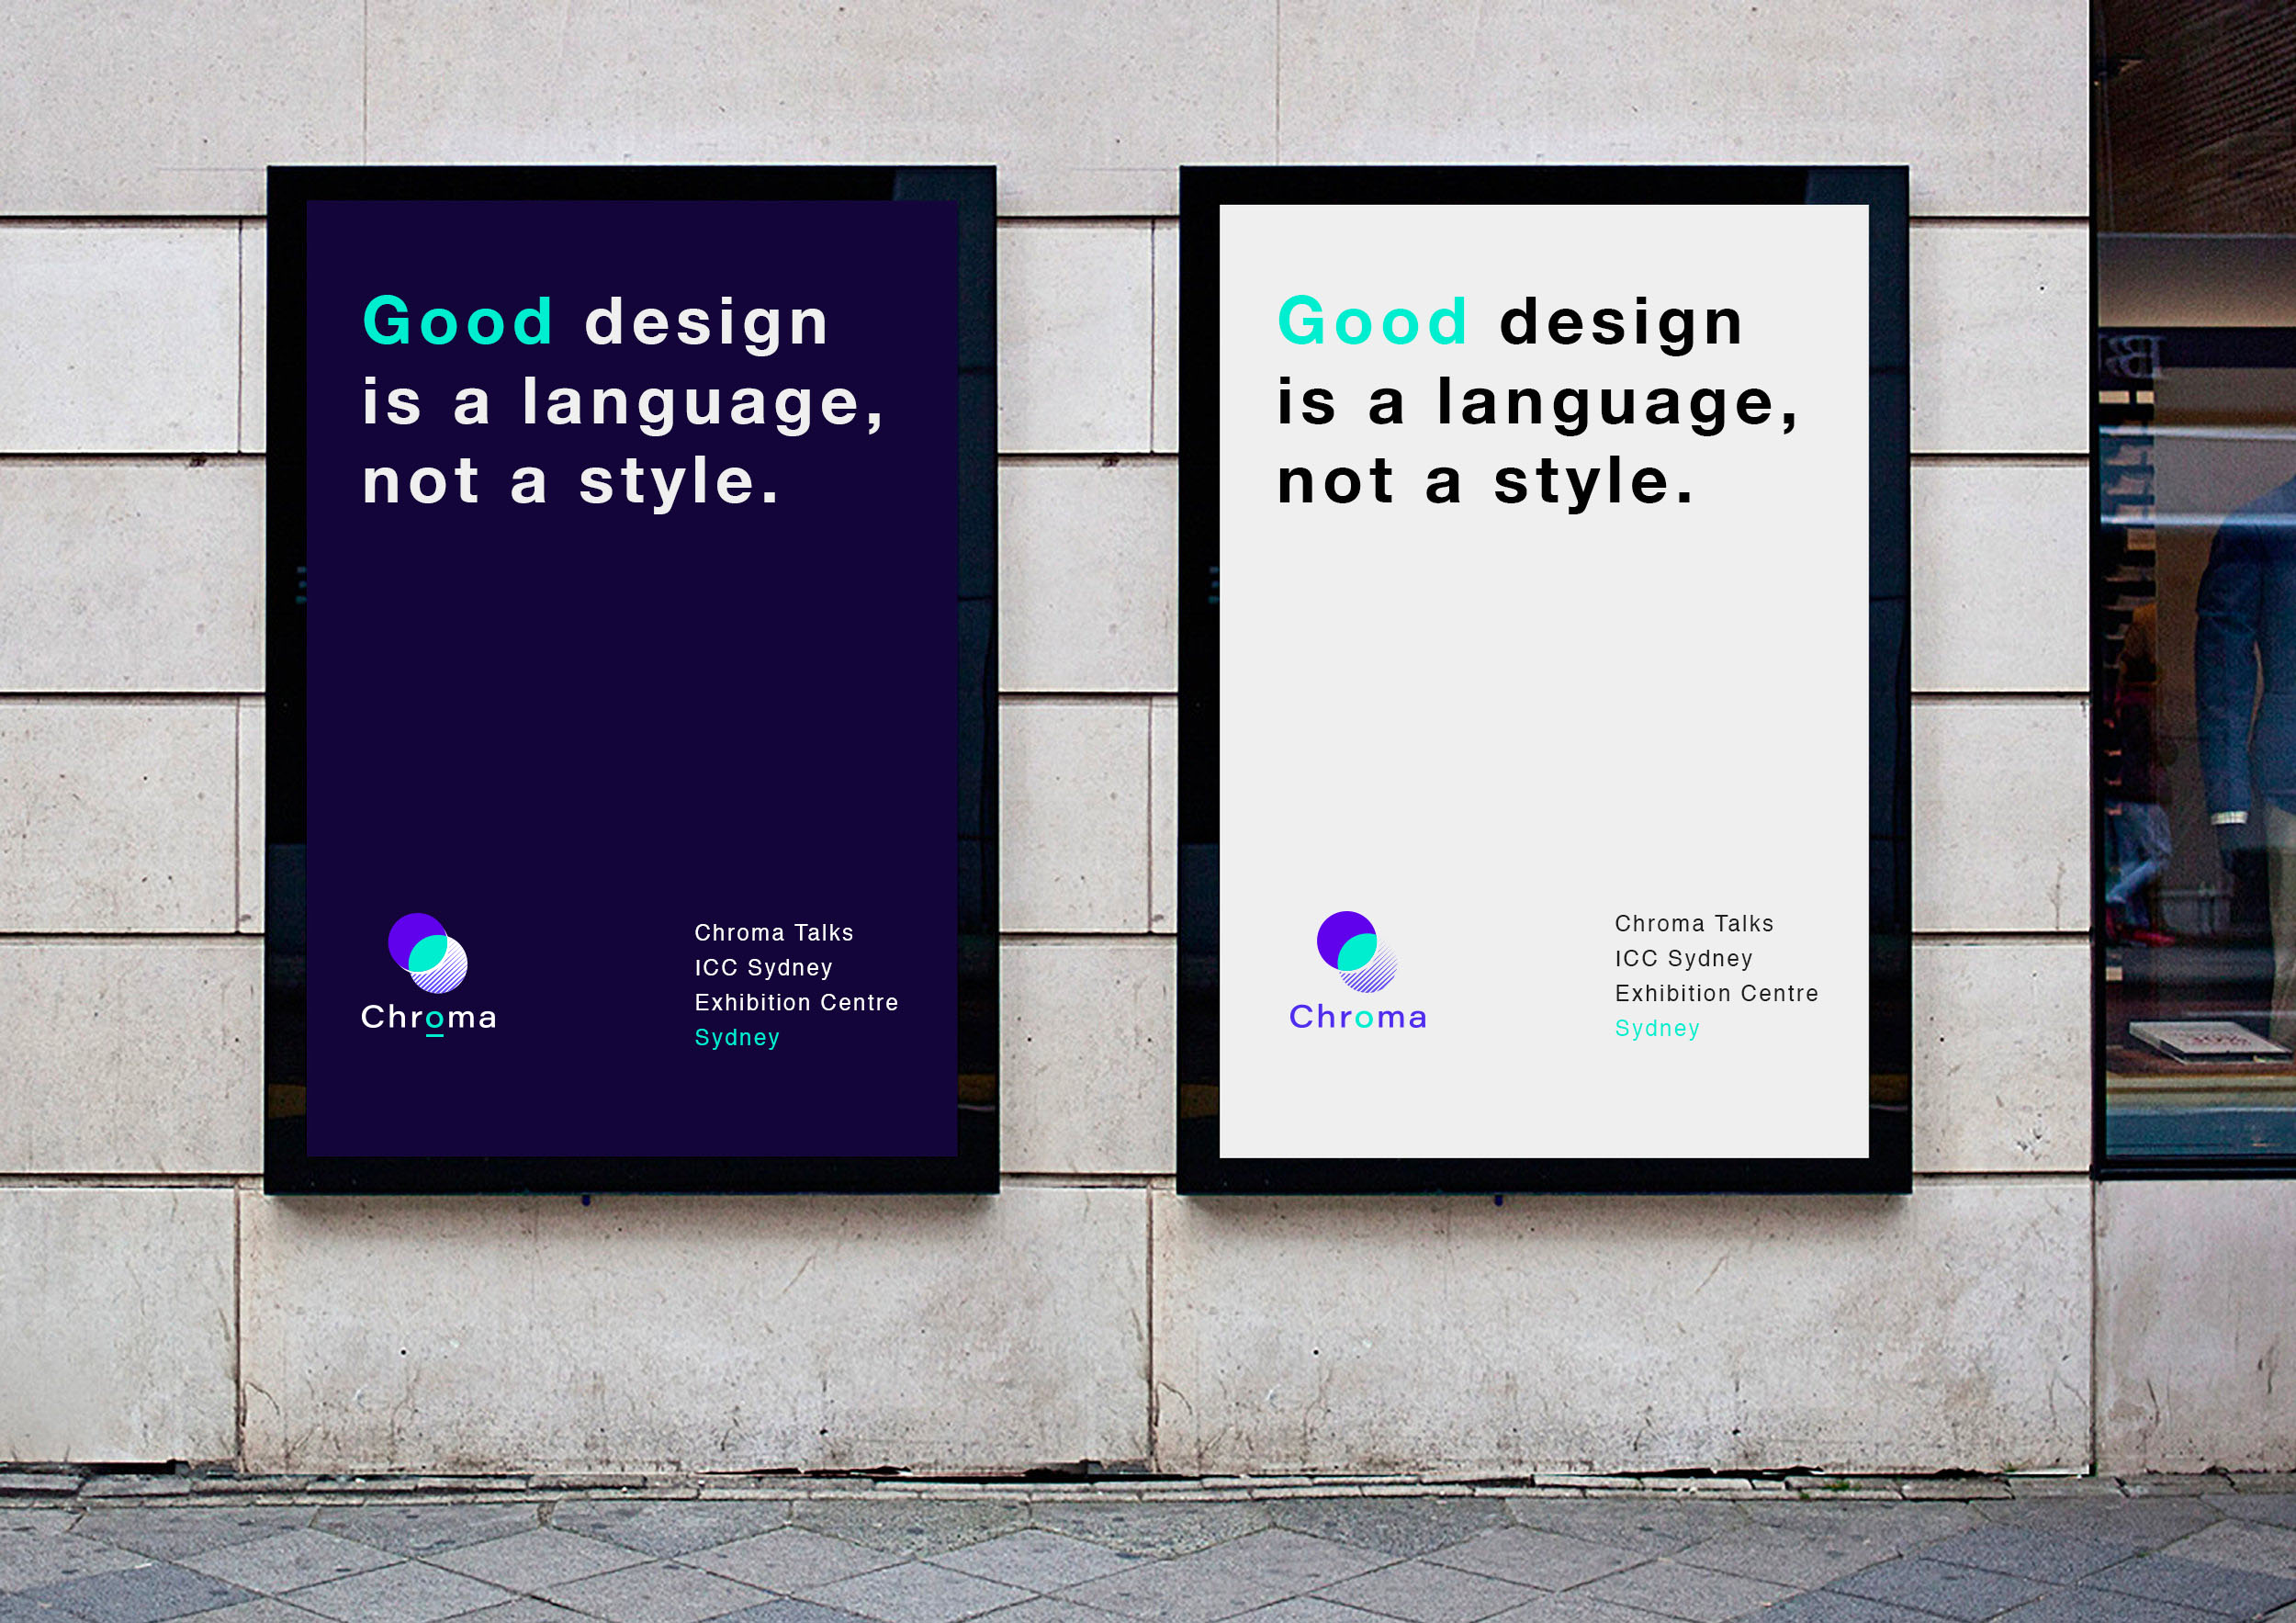 Good design
is a language,
not a style.
Chroma
Chroma Talks
ICC Sydney
Exhibition Centre
Sydney
Good design
is a language,
not a style.
Chroma
Chroma Talks
ICC Sydney
Exhibition Centre
Sydney